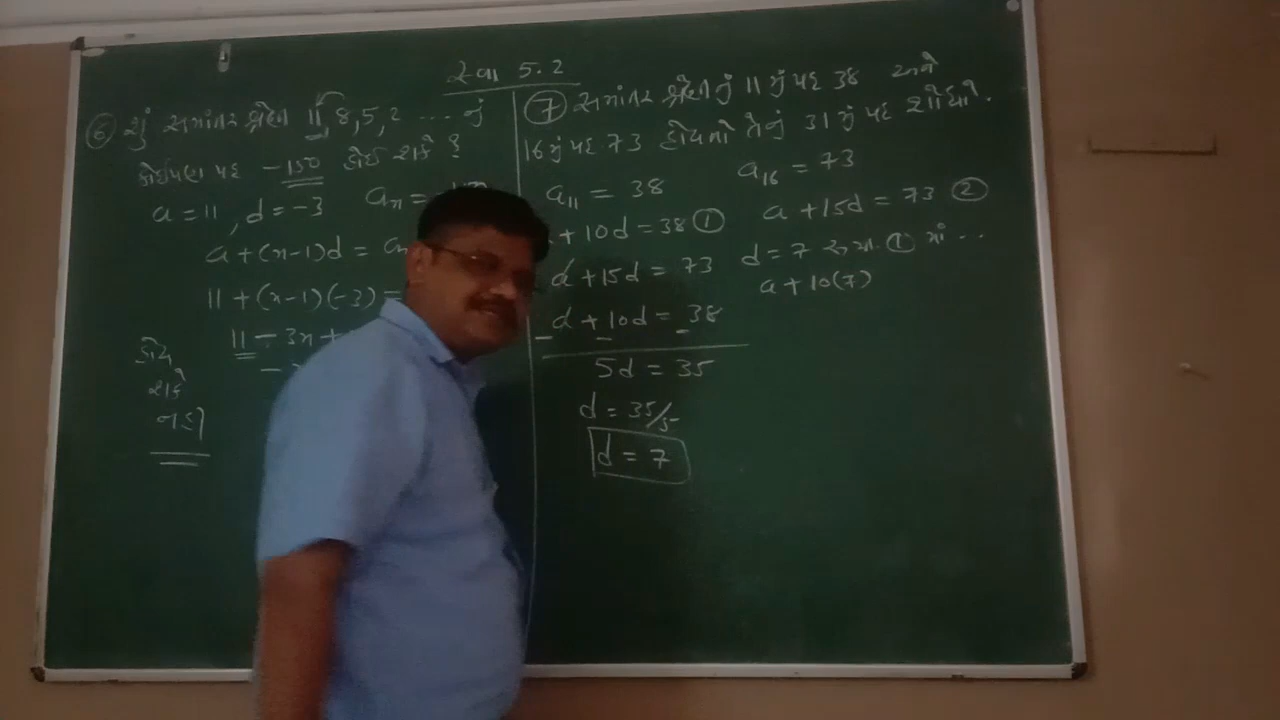 સ્વા 5.2
⑥ શું સમાંતર શ્રેણી 11, 8, 5, 2 .... નું
કોઈપણ પદ -150 હોઈ શકે ?
a = 11, d = -3 an =
a + (n-1)d = an
11 + (n-1)(-3) =
11 - 3n +
હોય
શકે
નહી
⑦ સમાંતર શ્રેણીનું 11 મું પદ 38 અને
16 મું પદ 73 હોય તો તેનું 31 મું પદ શોધો.
a11 = 38
+ 10d = 38 ①
a + 15d = 73
a + 10d = 38
- - -
5d = 35
d = 35/5
d = 7
a16 = 73
a + 15d = 73 ②
d = 7 સમી. ① માં ...
a + 10(7)